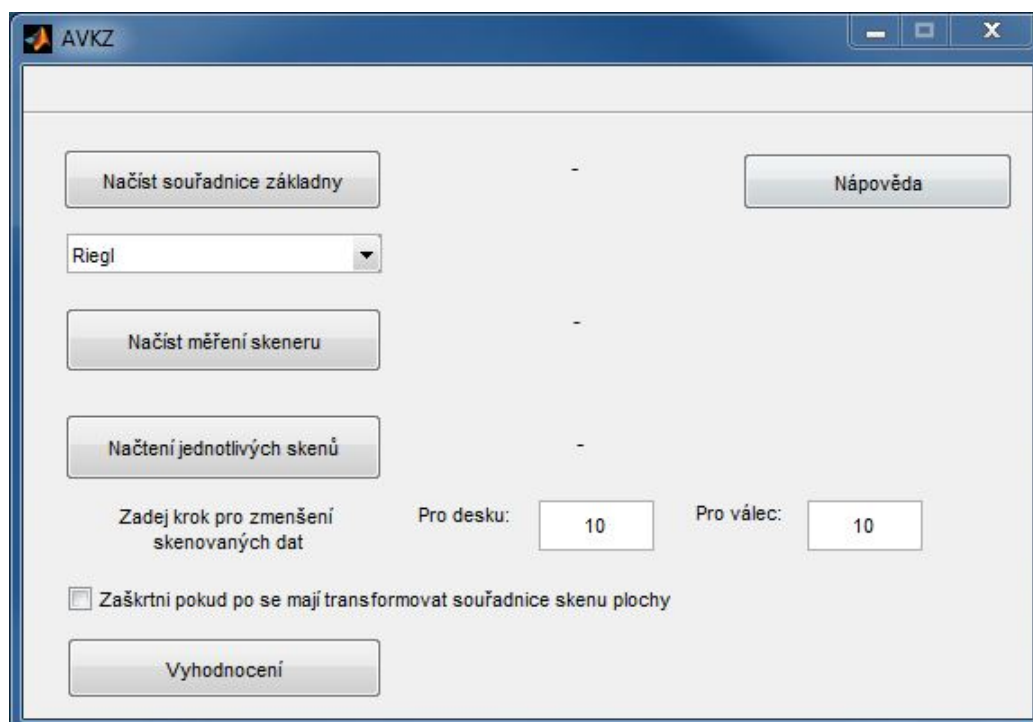 AVKZ
Načíst souřadnice základny
-
Nápověda
Riegl
Načíst měření skeneru
-
Načtení jednotlivých skenů
-
Zadej krok pro zmenšení
skenovaných dat
Pro desku:
10
Pro válec:
10
Zaškrtni pokud po se mají transformovat souřadnice skenu plochy
Vyhodnocení